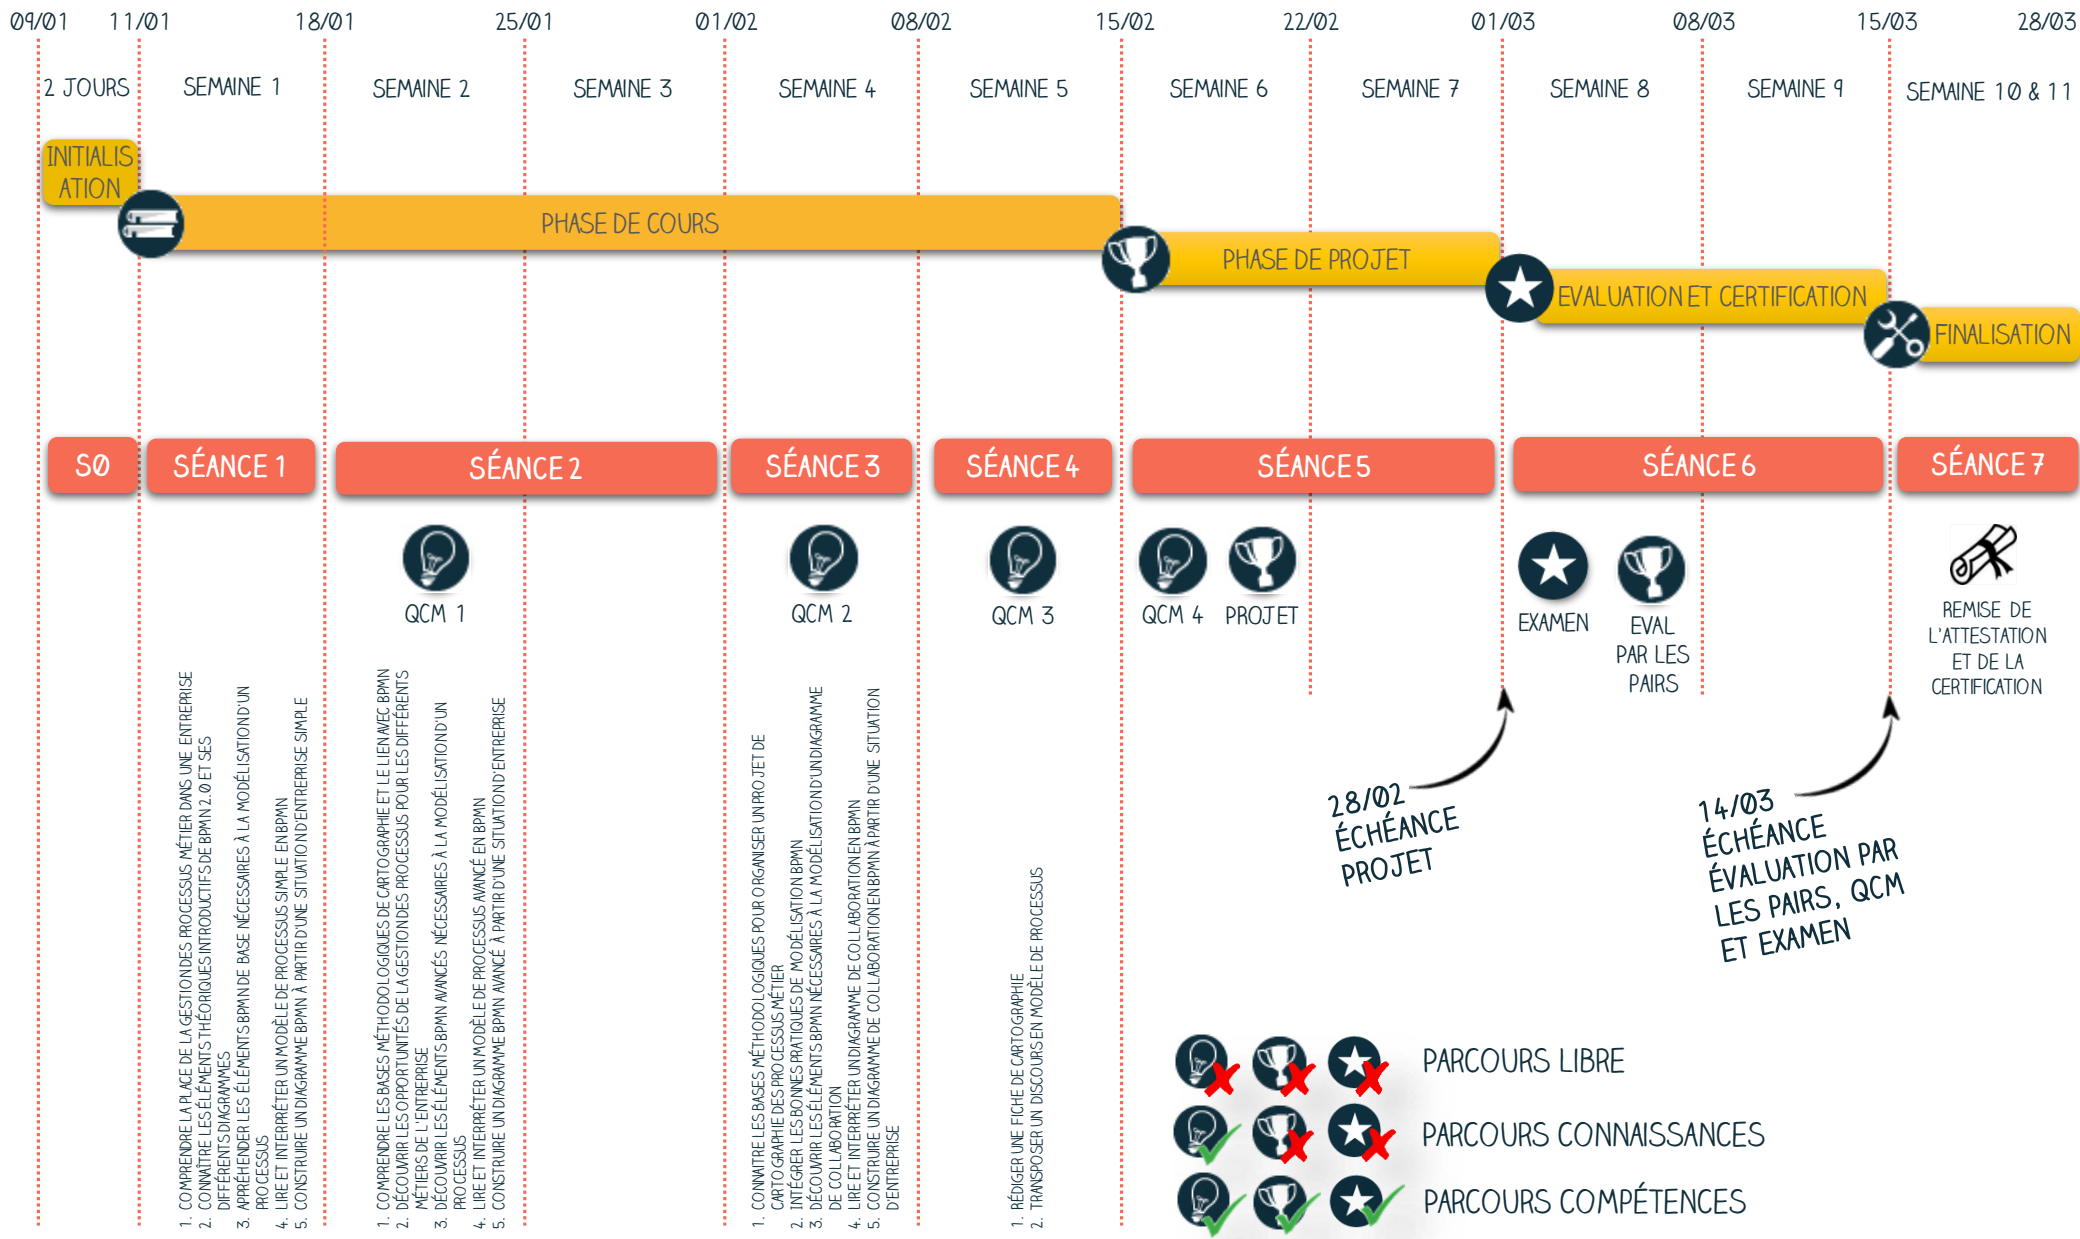 09/01 11/01 18/01 25/01 01/02 08/02 15/02 22/02 01/03 08/03 15/03 28/03
2 JOURS SEMAINE 1 SEMAINE 2 SEMAINE 3 SEMAINE 4 SEMAINE 5 SEMAINE 6 SEMAINE 7 SEMAINE 8 SEMAINE 9 SEMAINE 10 & 11
INITIALIS
ATION
PHASE DE COURS
PHASE DE PROJET
EVALUATION ET CERTIFICATION
FINALISATION
S0 SÉANCE 1 SÉANCE 2 SÉANCE 3 SÉANCE 4 SÉANCE 5 SÉANCE 6 SÉANCE 7
QCM 1
QCM 2
QCM 3
QCM 4
PROJET
EXAMEN
EVAL
PAR LES
PAIRS
REMISE DE
L'ATTESTATION
ET DE LA
CERTIFICATION
1. COMPRENDRE LA PLACE DE LA GESTION DES PROCESSUS MÉTIER DANS UNE ENTREPRISE
2. CONNAÎTRE LES ÉLÉMENTS THÉORIQUES INTRODUCTIFS DE BPMN 2.0 ET SES
DIFFÉRENTS DIAGRAMMES
3. APPRÉHENDER LES ÉLÉMENTS BPMN DE BASE NÉCESSAIRES À LA MODÉLISATION D'UN
PROCESSUS
4. LIRE ET INTERPRÉTER UN MODÈLE DE PROCESSUS SIMPLE EN BPMN
5. CONSTRUIRE UN DIAGRAMME BPMN À PARTIR D'UNE SITUATION D'ENTREPRISE SIMPLE
1. COMPRENDRE LES BASES MÉTHODOLOGIQUES DE CARTOGRAPHIE ET LE LIEN AVEC BPMN
2. DÉCOUVRIR LES OPPORTUNITÉS DE LA GESTION DES PROCESSUS POUR LES DIFFÉRENTS
MÉTIERS DE L'ENTREPRISE
3. DÉCOUVRIR LES ÉLÉMENTS BPMN AVANCÉS NÉCESSAIRES À LA MODÉLISATION D'UN
PROCESSUS
4. LIRE ET INTERPRÉTER UN MODÈLE DE PROCESSUS AVANCÉ EN BPMN
5. CONSTRUIRE UN DIAGRAMME BPMN AVANCÉ À PARTIR D'UNE SITUATION D'ENTREPRISE
1. CONNAITRE LES BASES MÉTHODOLOGIQUES POUR ORGANISER UN PROJET DE
CARTOGRAPHIE DES PROCESSUS MÉTIER
2. INTÉGRER LES BONNES PRATIQUES DE MODÉLISATION BPMN
3. DÉCOUVRIR LES ÉLÉMENTS BPMN NÉCESSAIRES À LA MODÉLISATION D'UN DIAGRAMME
DE COLLABORATION
4. LIRE ET INTERPRÉTER UN DIAGRAMME DE COLLABORATION EN BPMN
5. CONSTRUIRE UN DIAGRAMME DE COLLABORATION EN BPMN À PARTIR D'UNE SITUATION
D'ENTREPRISE
1. RÉDIGER UNE FICHE DE CARTOGRAPHIE
2. TRANSPOSER UN DISCOURS EN MODÈLE DE PROCESSUS
28/02
ÉCHÉANCE
PROJET
14/03
ÉCHÉANCE
ÉVALUATION PAR
LES PAIRS, QCM
ET EXAMEN
PARCOURS LIBRE
PARCOURS CONNAISSANCES
PARCOURS COMPÉTENCES